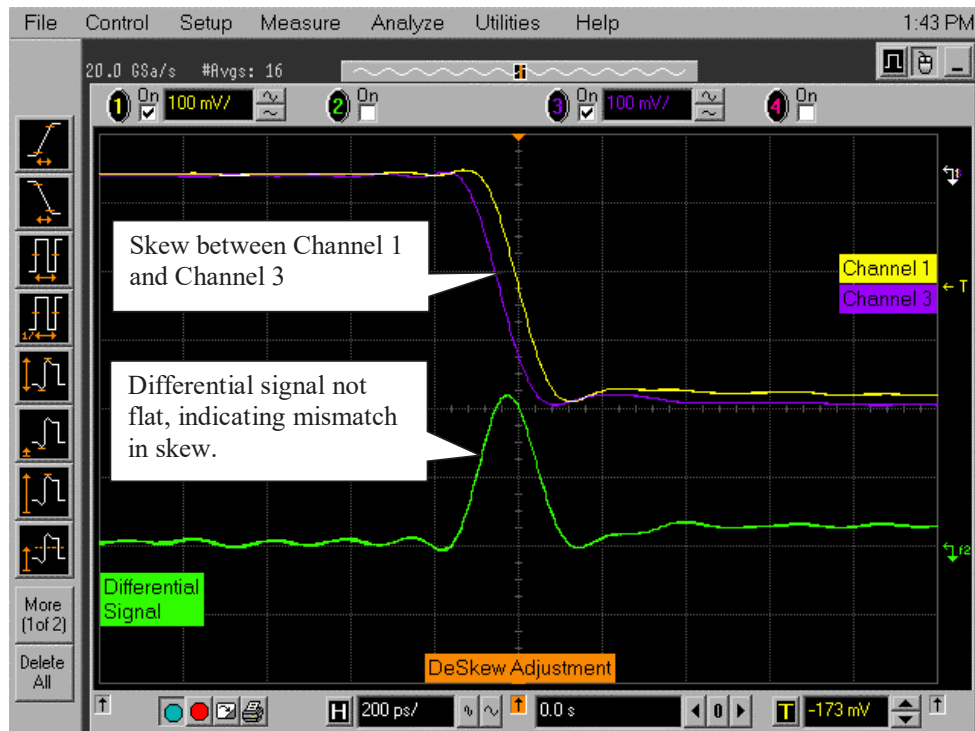 File Control Setup Measure Analyze Utilities Help 1:43 PM
20.0 GSa/s #Avgs: 16
1 On 100 mV/ 2 On 3 On 100 mV/ 4 On
Skew between Channel 1
and Channel 3
Channel 1
T
Channel 3
Differential signal not
flat, indicating mismatch
in skew.
f2
Differential
Signal
More
(1of 2)
Delete
All
DeSkew Adjustment
H 200 ps/ 0.0 s 0 T -173 mV